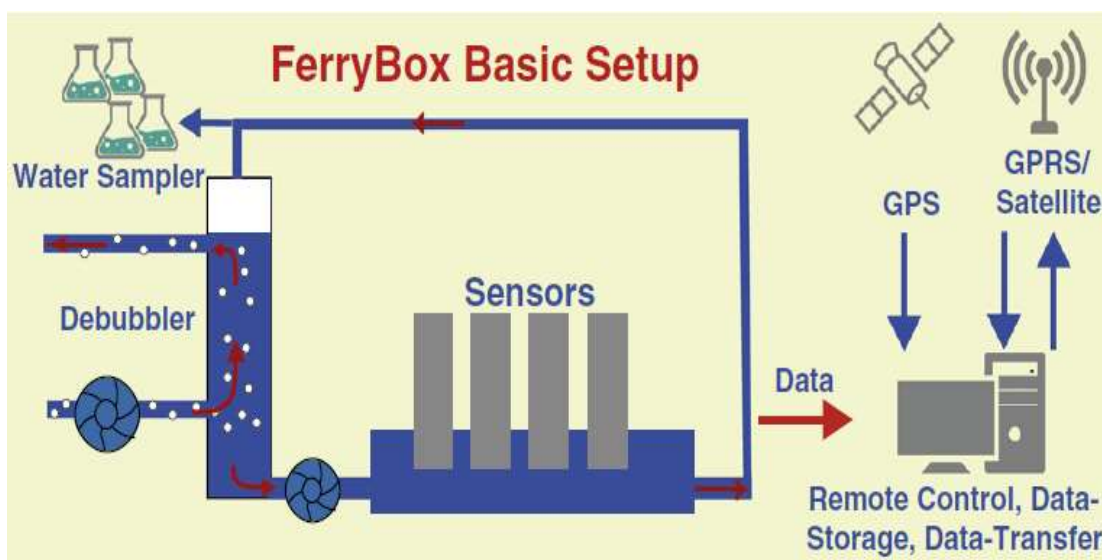 FerryBox Basic Setup
Water Sampler
GPRS/
Satellite
GPS
Debubbler
Sensors
Data
Remote Control, Data-
Storage, Data-Transfer